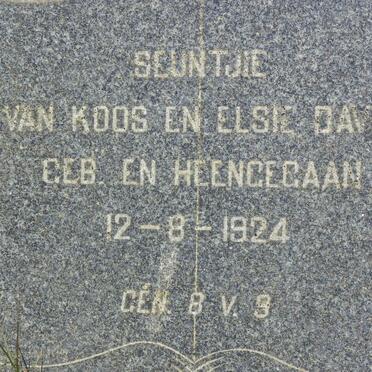 SEUNTJIE
VAN KOOS EN ELSIE DAV
GEB. EN HEENGEGAAN
12-8-1924
GEN. 8 V. 9